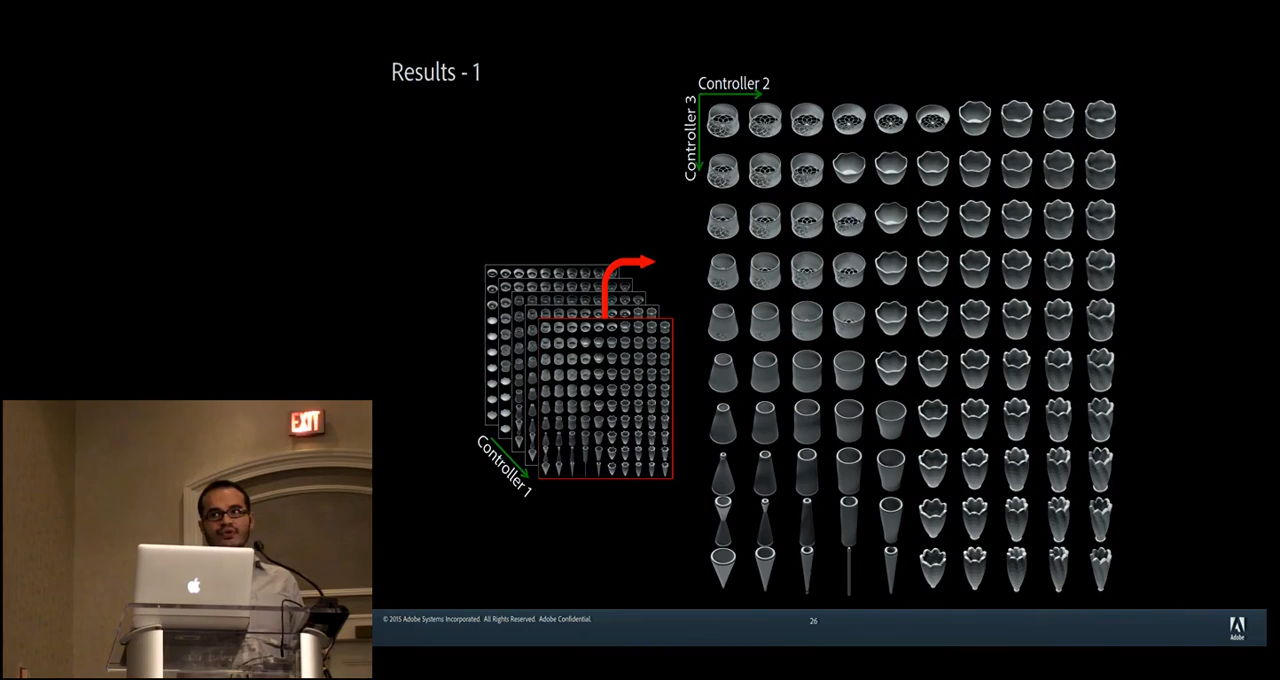 Results - 1
Controller 2
Controller 3
Controller 1
EXIT
© 2015 Adobe Systems Incorporated. All Rights Reserved. Adobe Confidential.
26
Adobe